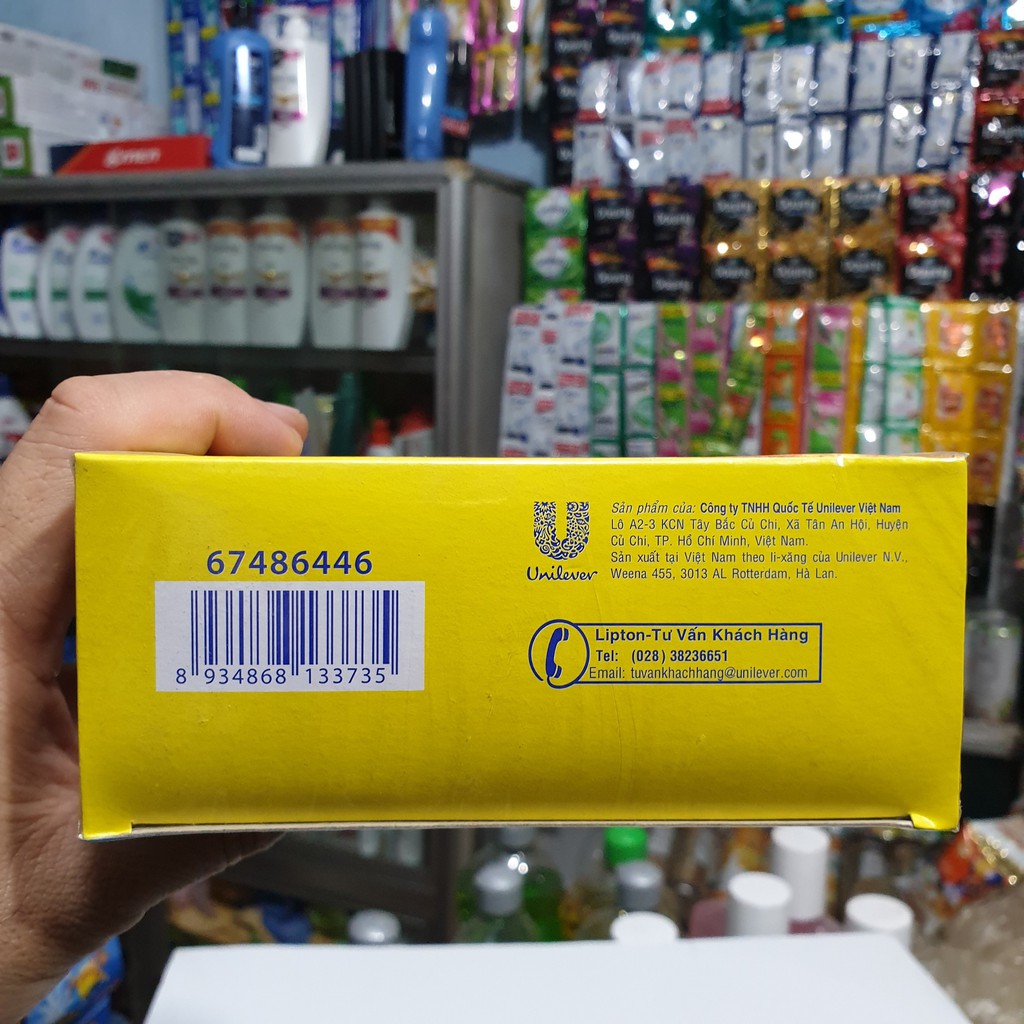 67486446
8 934868 133735
Unilever
Sản phẩm của: Công ty TNHH Quốc Tế Unilever Việt Nam
Lô A2-3 KCN Tây Bắc Củ Chi, Xã Tân An Hội, Huyện
Củ Chi, TP. Hồ Chí Minh, Việt Nam.
Sản xuất tại Việt Nam theo li-xăng của Unilever N.V.,
Weena 455, 3013 AL Rotterdam, Hà Lan.
Lipton-Tư Vấn Khách Hàng
Tel: (028) 38236651
Email: tuvankhachhang@unilever.com